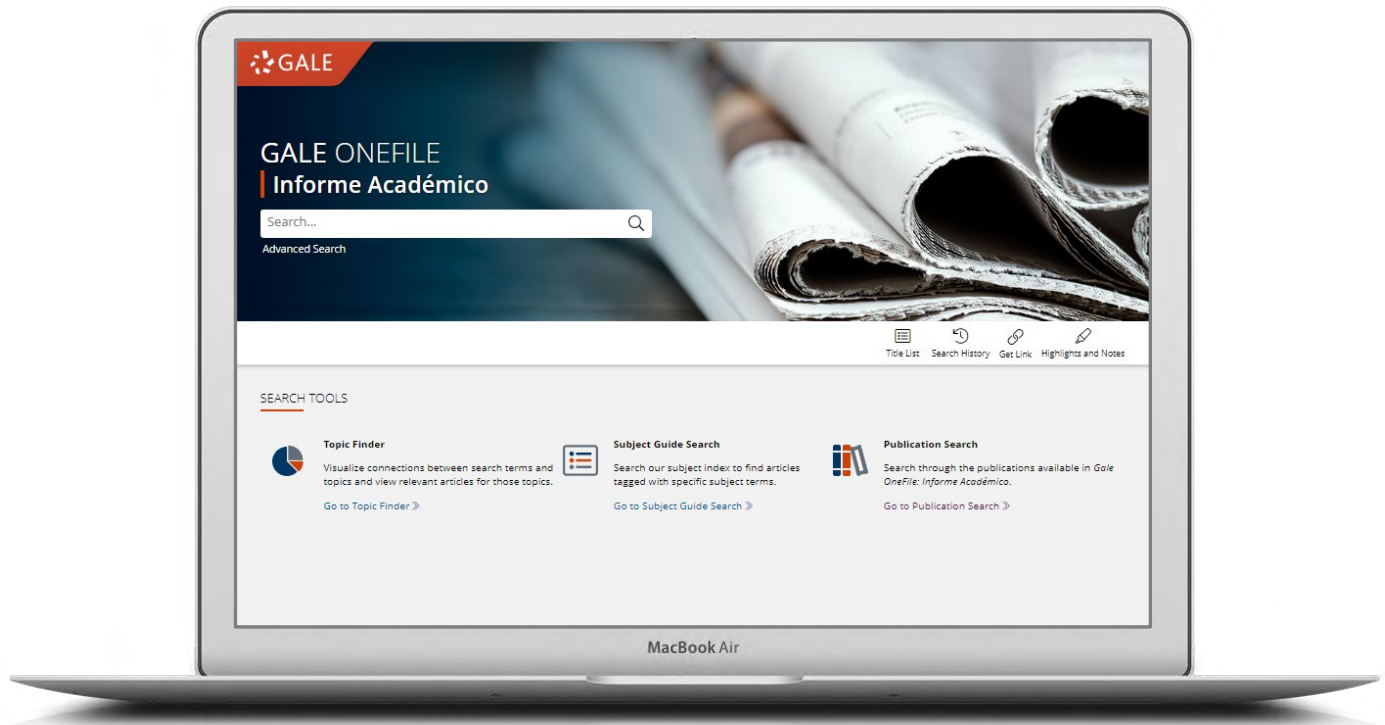 GALE
GALE ONEFILE
Informe Académico
Search...
Advanced Search
Title List
Search History
Get Link
Highlights and Notes
SEARCH TOOLS
Topic Finder
Visualize connections between search terms and
topics and view relevant articles for those topics.
Go to Topic Finder »
Subject Guide Search
Search our subject index to find articles
tagged with specific subject terms.
Go to Subject Guide Search »
Publication Search
Search through the publications available in Gale
OneFile: Informe Académico.
Go to Publication Search »
MacBook Air